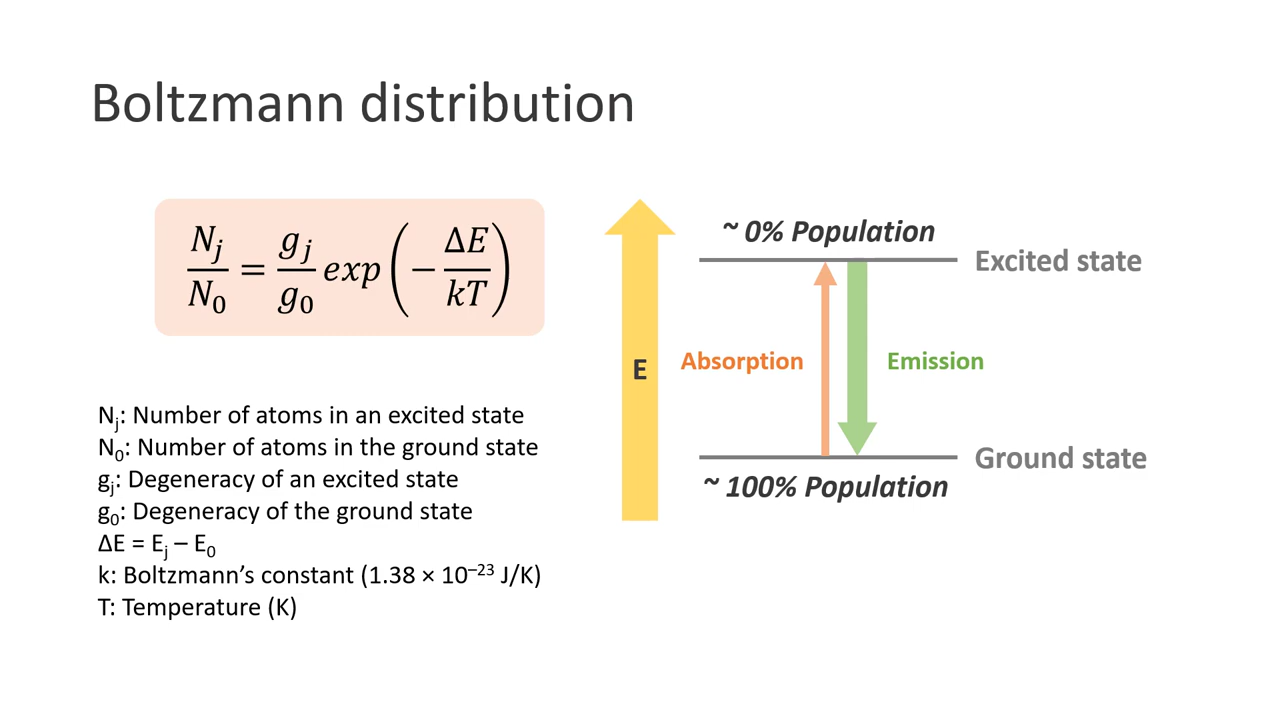 Boltzmann distribution
N_j/N_0 = g_j/g_0 exp(−ΔE/kT)
N_j: Number of atoms in an excited state
N_0: Number of atoms in the ground state
g_j: Degeneracy of an excited state
g_0: Degeneracy of the ground state
ΔE = E_j – E_0
k: Boltzmann's constant (1.38 × 10⁻²³ J/K)
T: Temperature (K)
E
~ 0% Population
Excited state
Absorption
Emission
Ground state
~ 100% Population